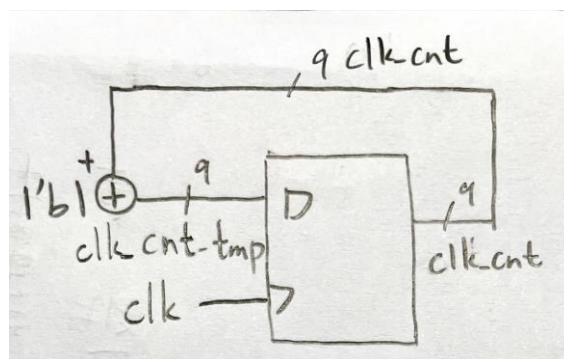 9 clk_cnt
+
1'b1 +
9
D
9
clk_cnt_tmp
clk_cnt
clk